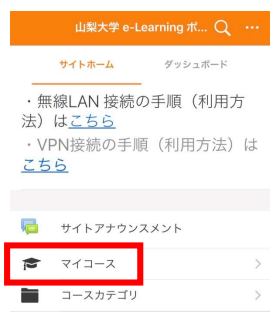 山梨大学 e-Learning ポ...
サイトホーム ダッシュボード
・無線LAN 接続の手順（利用方
法）はこちら
・VPN接続の手順（利用方法）は
こちら
サイトアナウンスメント
マイコース
コースカテゴリ